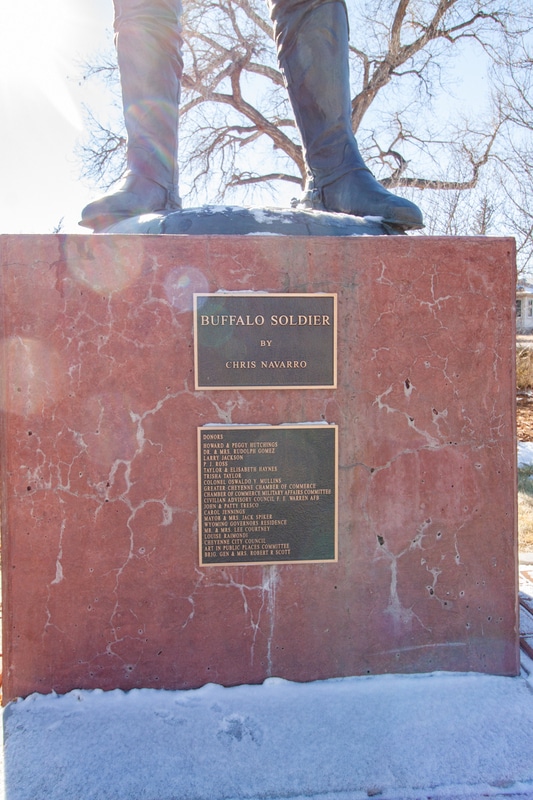 BUFFALO SOLDIER
BY
CHRIS NAVARRO
DONORS
HOWARD & PEGGY HUTCHINGS
DR. & MRS. RUDOLPH GOMEZ
LARRY JACKSON
P. J. ROSS
TAYLOR & ELISABETH HAYNES
TRISHA TAYLOR
COLONEL OSWALDO Y. MULLINS
GREATER CHEYENNE CHAMBER OF COMMERCE
CHAMBER OF COMMERCE MILITARY AFFAIRS COMMITTEE
CIVILIAN ADVISORY COUNCIL F. E. WARREN AFB
JOHN & PATTY TRESCO
CAROL JENNINGS
MAYOR & MRS. JACK SPIKER
WYOMING GOVERNORS RESIDENCE
MR. & MRS. LEE COURTNEY
LOUISE RAIMONDI
CHEYENNE CITY COUNCIL
ART IN PUBLIC PLACES COMMITTEE
BRIG. GEN & MRS. ROBERT R SCOTT